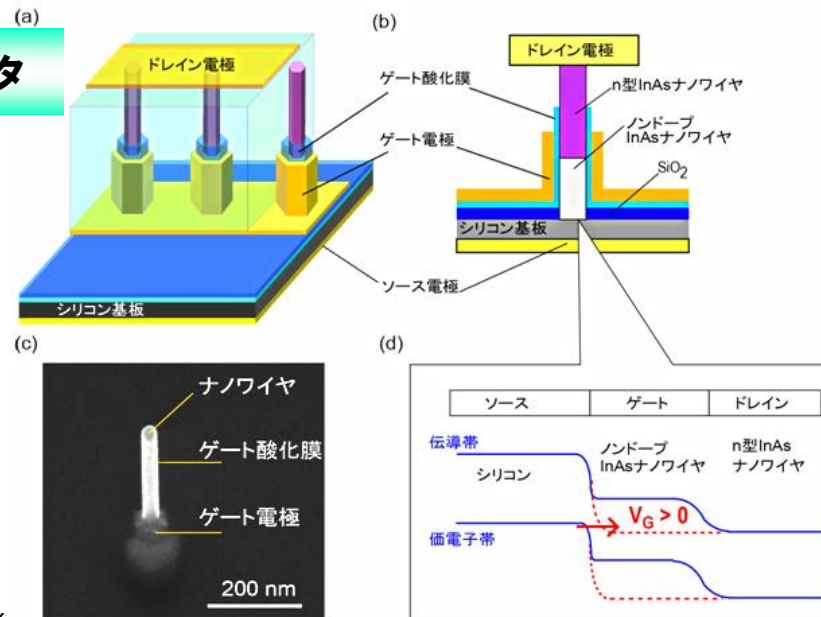 (a)
タ
ドレイン電極
シリコン基板
ゲート酸化膜
ゲート電極
ソース電極
(b)
ドレイン電極
n型InAsナノワイヤ
ノンドープ
InAsナノワイヤ
SiO₂
シリコン基板
(c)
ナノワイヤ
ゲート酸化膜
ゲート電極
200 nm
(d)
ソース
ゲート
ドレイン
伝導帯
シリコン
ノンドープ
InAsナノワイヤ
n型InAs
ナノワイヤ
V_G > 0
価電子帯